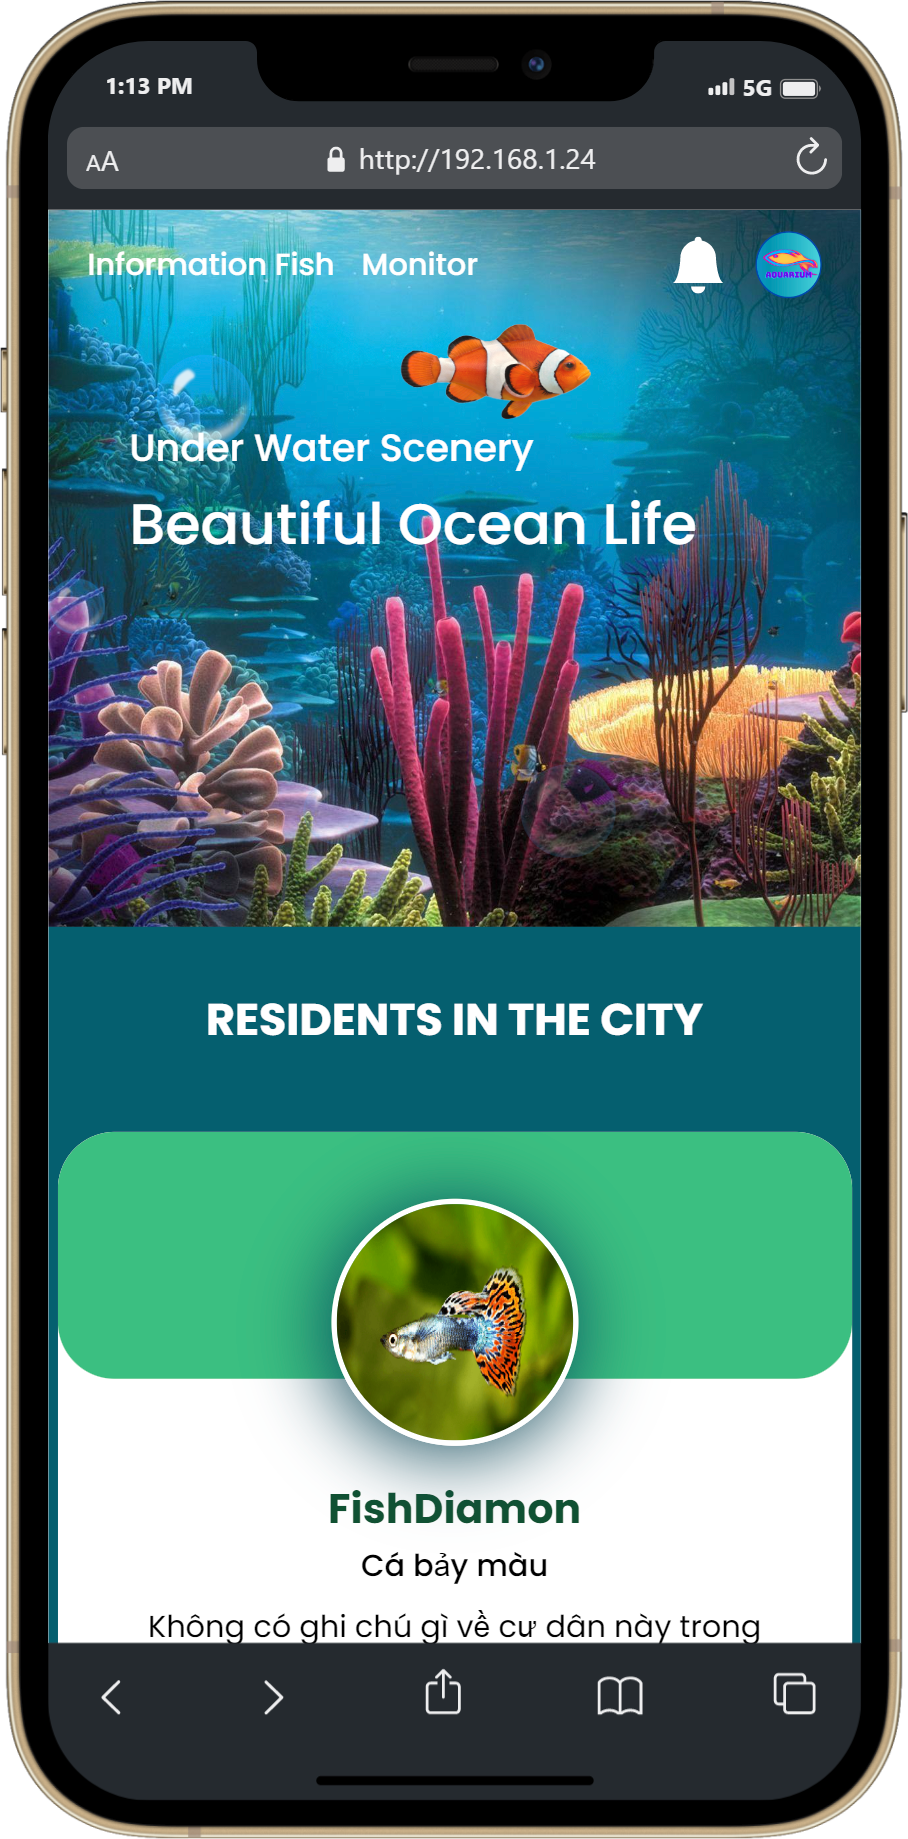 1:13 PM
5G
AA
http://192.168.1.24
Information Fish Monitor
AQUARIUM
Under Water Scenery
Beautiful Ocean Life
RESIDENTS IN THE CITY
FishDiamon
Cá bảy màu
Không có ghi chú gì về cư dân này trong